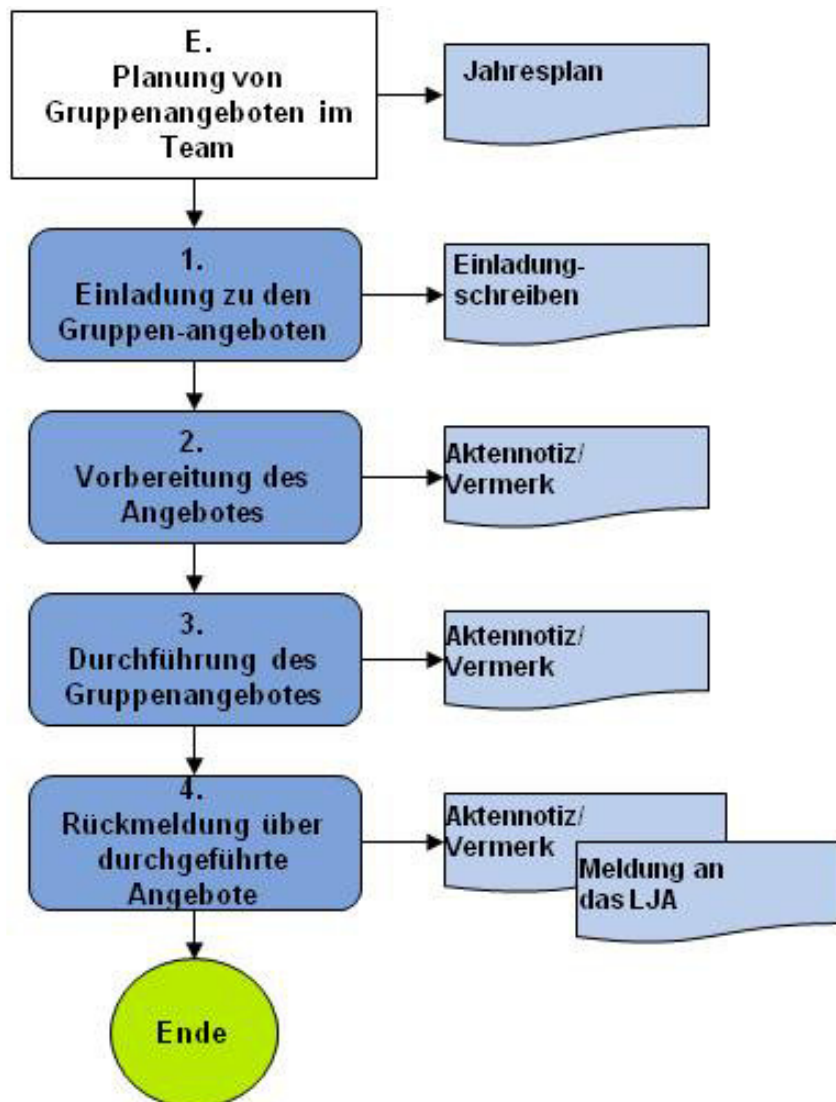 E.
Planung von
Gruppenangeboten im
Team
Jahresplan
1.
Einladung zu den
Gruppen-angeboten
Einladung-
schreiben
2.
Vorbereitung des
Angebotes
Aktennotiz/
Vermerk
3.
Durchführung des
Gruppenangebotes
Aktennotiz/
Vermerk
4.
Rückmeldung über
durchgeführte
Angebote
Aktennotiz/
Vermerk
Meldung an
das LJA
Ende